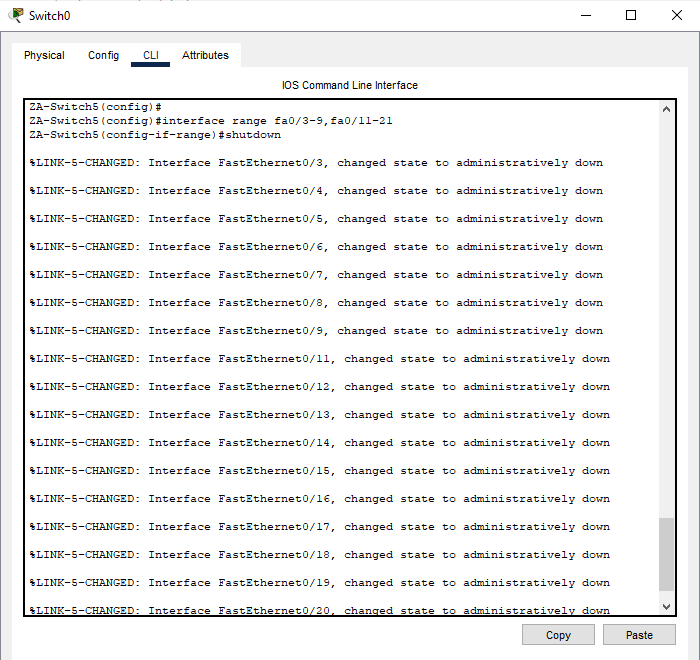 Switch0
Physical Config CLI Attributes
IOS Command Line Interface
ZA-Switch5(config)#
ZA-Switch5(config)#interface range fa0/3-9,fa0/11-21
ZA-Switch5(config-if-range)#shutdown
%LINK-5-CHANGED: Interface FastEthernet0/3, changed state to administratively down
%LINK-5-CHANGED: Interface FastEthernet0/4, changed state to administratively down
%LINK-5-CHANGED: Interface FastEthernet0/5, changed state to administratively down
%LINK-5-CHANGED: Interface FastEthernet0/6, changed state to administratively down
%LINK-5-CHANGED: Interface FastEthernet0/7, changed state to administratively down
%LINK-5-CHANGED: Interface FastEthernet0/8, changed state to administratively down
%LINK-5-CHANGED: Interface FastEthernet0/9, changed state to administratively down
%LINK-5-CHANGED: Interface FastEthernet0/11, changed state to administratively down
%LINK-5-CHANGED: Interface FastEthernet0/12, changed state to administratively down
%LINK-5-CHANGED: Interface FastEthernet0/13, changed state to administratively down
%LINK-5-CHANGED: Interface FastEthernet0/14, changed state to administratively down
%LINK-5-CHANGED: Interface FastEthernet0/15, changed state to administratively down
%LINK-5-CHANGED: Interface FastEthernet0/16, changed state to administratively down
%LINK-5-CHANGED: Interface FastEthernet0/17, changed state to administratively down
%LINK-5-CHANGED: Interface FastEthernet0/18, changed state to administratively down
%LINK-5-CHANGED: Interface FastEthernet0/19, changed state to administratively down
%LINK-5-CHANGED: Interface FastEthernet0/20, changed state to administratively down
Copy Paste